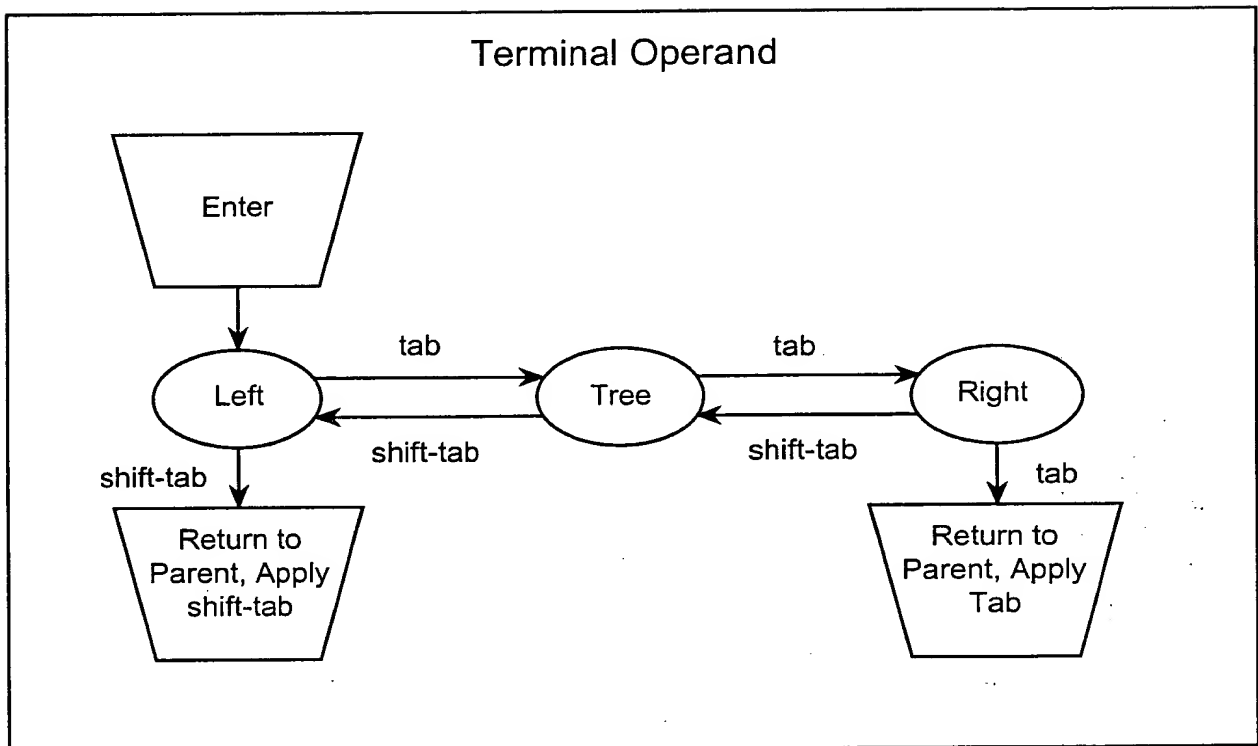 Terminal Operand
Enter
tab
tab
Left
Tree
Right
shift-tab
shift-tab
shift-tab
tab
Return to
Parent, Apply
shift-tab
Return to
Parent, Apply
Tab